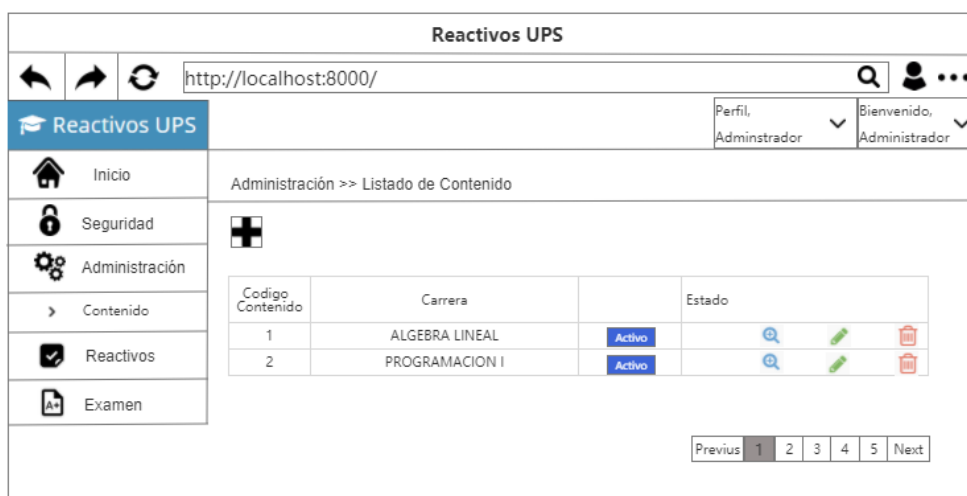 Reactivos UPS
http://localhost:8000/
Reactivos UPS
Perfil,
Adminstrador
Bienvenido,
Administrador
Inicio
Seguridad
Administración
Contenido
Reactivos
A+
Examen
Administración >> Listado de Contenido
Codigo
Contenido
Carrera
Estado
1 ALGEBRA LINEAL Activo
2 PROGRAMACION I Activo
Previus 1 2 3 4 5 Next